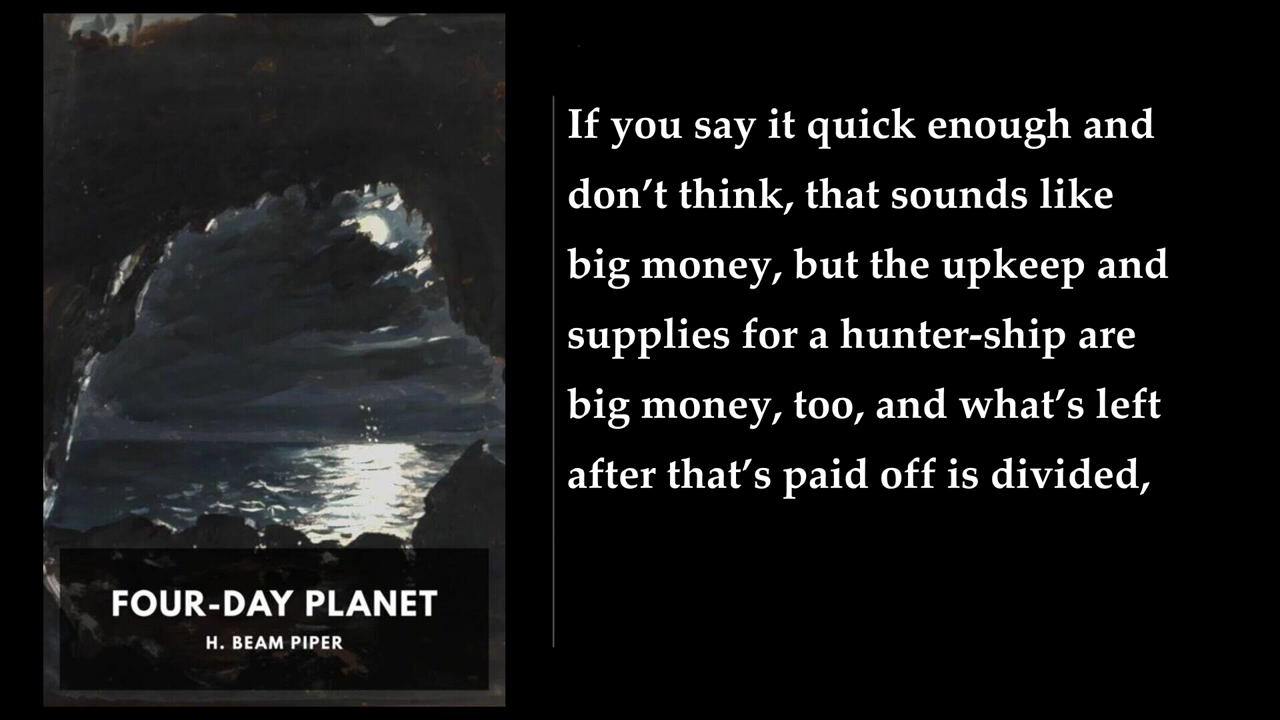 If you say it quick enough and
don’t think, that sounds like
big money, but the upkeep and
supplies for a hunter-ship are
big money, too, and what’s left
after that’s paid off is divided,
FOUR-DAY PLANET
H. BEAM PIPER